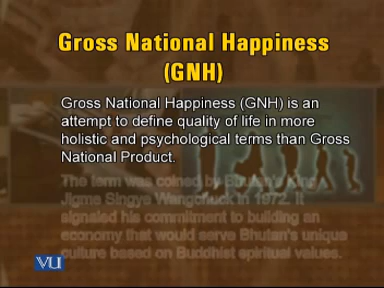 Gross National Happiness
(GNH)
Gross National Happiness (GNH) is an
attempt to define quality of life in more
holistic and psychological terms than Gross
National Product.
The term was coined by Bhutan's King
Jigme Singye Wangchuck in 1972. It
signaled his commitment to building an
economy that would serve Bhutan's unique
culture based on Buddhist spiritual values.
VU